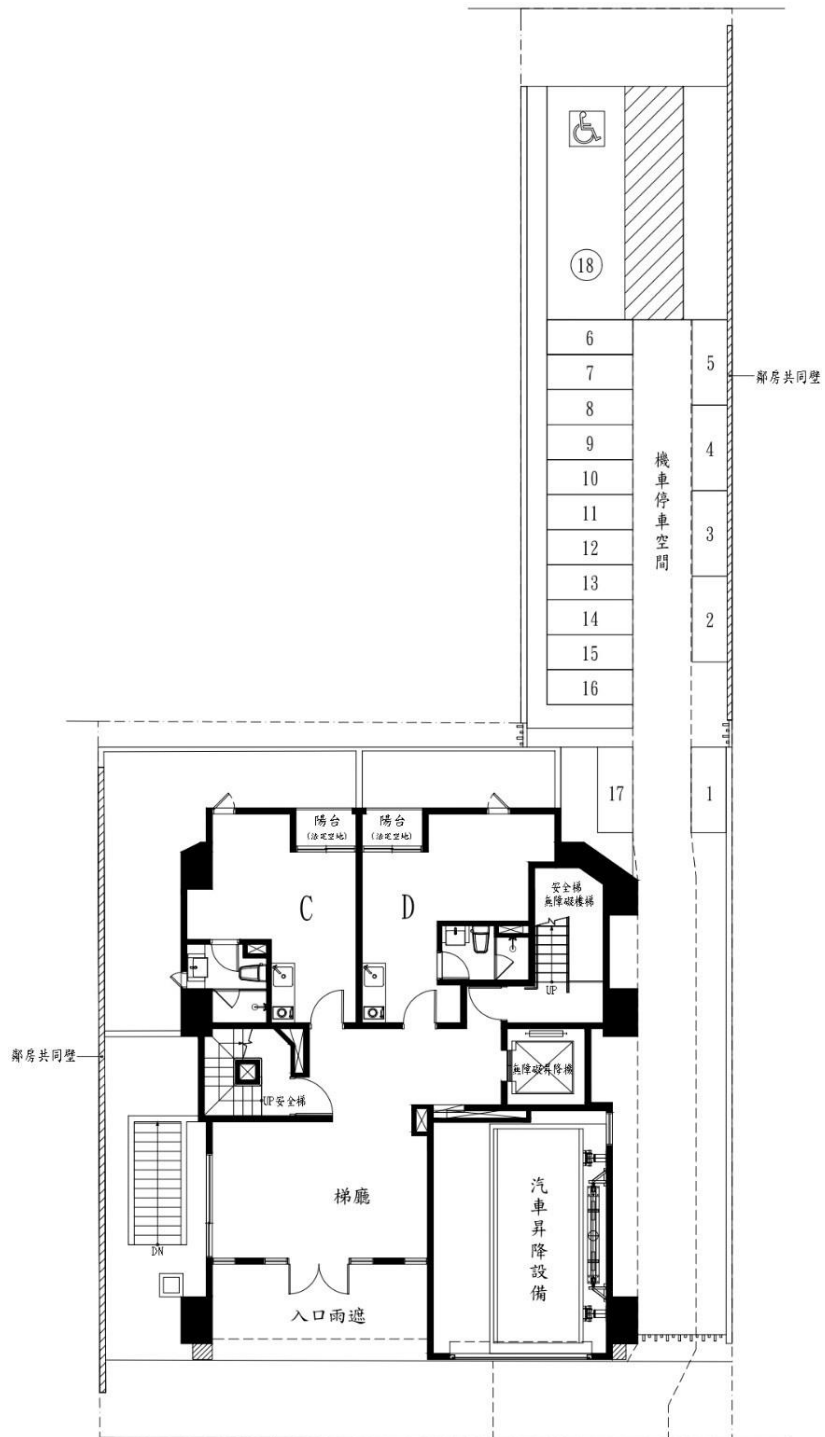 18
6
7
8
9
10
11
12
13
14
15
16
5
4
3
2
鄰房共同壁
機車停車空間
17
1
陽台
(法定空地)
陽台
(法定空地)
C
D
安全梯
無障礙樓梯
UP
鄰房共同壁
無障礙昇降機
UP安全梯
DN
梯廳
汽車昇降設備
入口雨遮